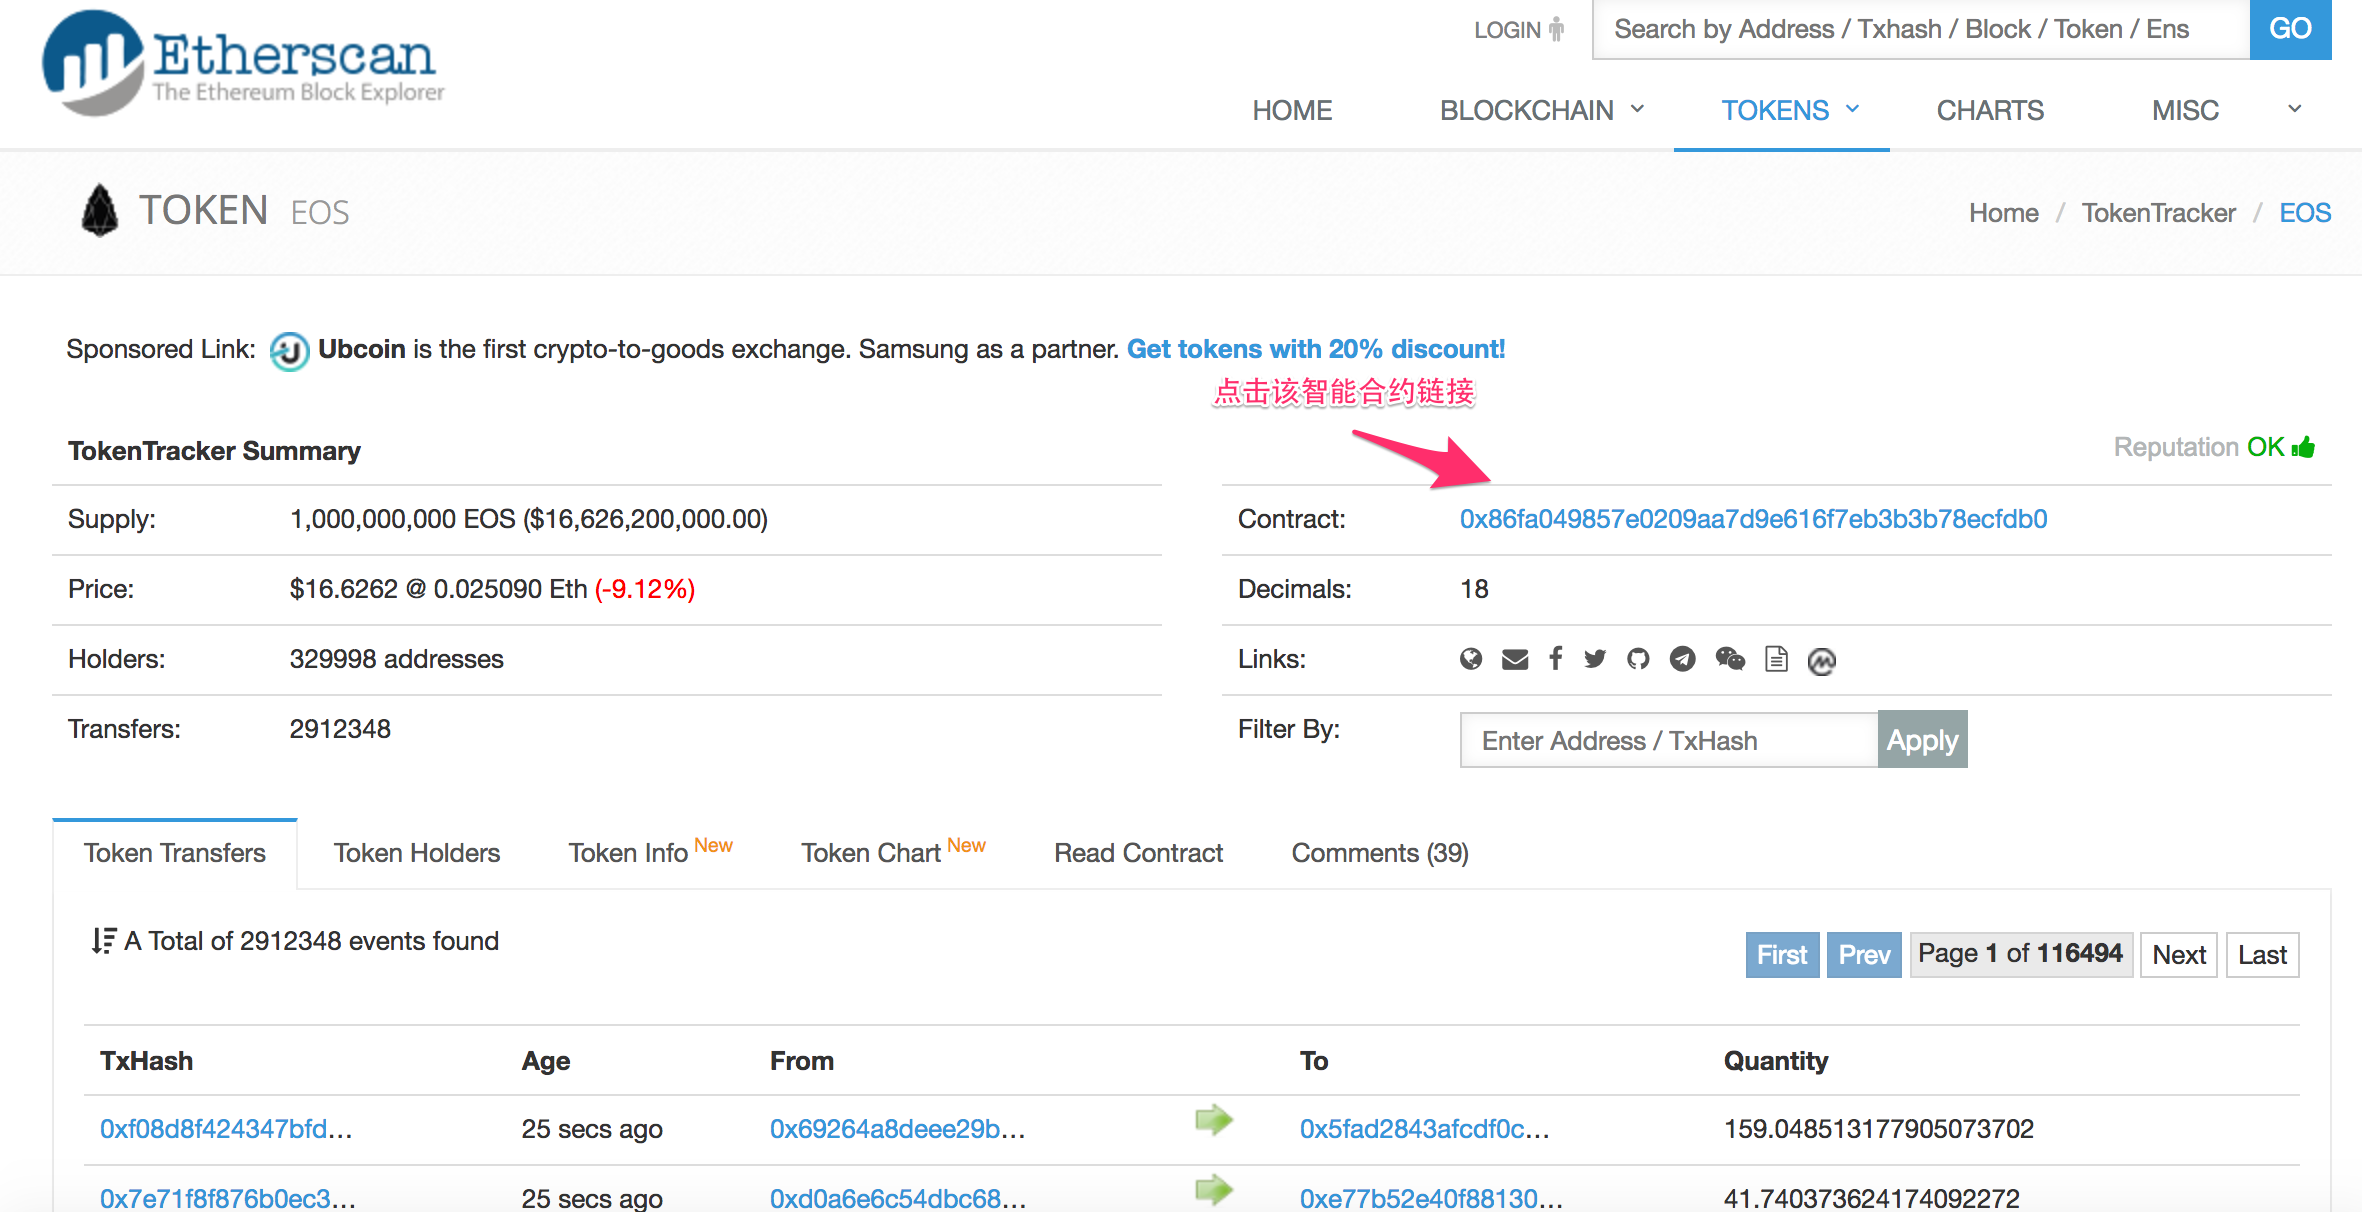 Etherscan
The Ethereum Block Explorer
LOGIN
Search by Address / Txhash / Block / Token / Ens
GO
HOME
BLOCKCHAIN
TOKENS
CHARTS
MISC
TOKEN EOS
Home / TokenTracker / EOS
Sponsored Link: Ubcoin is the first crypto-to-goods exchange. Samsung as a partner. Get tokens with 20% discount!
点击该智能合约链接
TokenTracker Summary
Reputation OK
Supply: 1,000,000,000 EOS ($16,626,200,000.00)
Contract: 0x86fa049857e0209aa7d9e616f7eb3b3b78ecfdb0
Price: $16.6262 @ 0.025090 Eth (-9.12%)
Decimals: 18
Holders: 329998 addresses
Links:
Transfers: 2912348
Filter By: Enter Address / TxHash Apply
Token Transfers
Token Holders
Token Info New
Token Chart New
Read Contract
Comments (39)
A Total of 2912348 events found
First Prev Page 1 of 116494 Next Last
TxHash Age From To Quantity
0xf08d8f424347bfd... 25 secs ago 0x69264a8deee29b... 0x5fad2843afcdf0c... 159.048513177905073702
0x7e71f8f876b0ec3... 25 secs ago 0xd0a6e6c54dbc68... 0xe77b52e40f88130... 41.740373624174092272